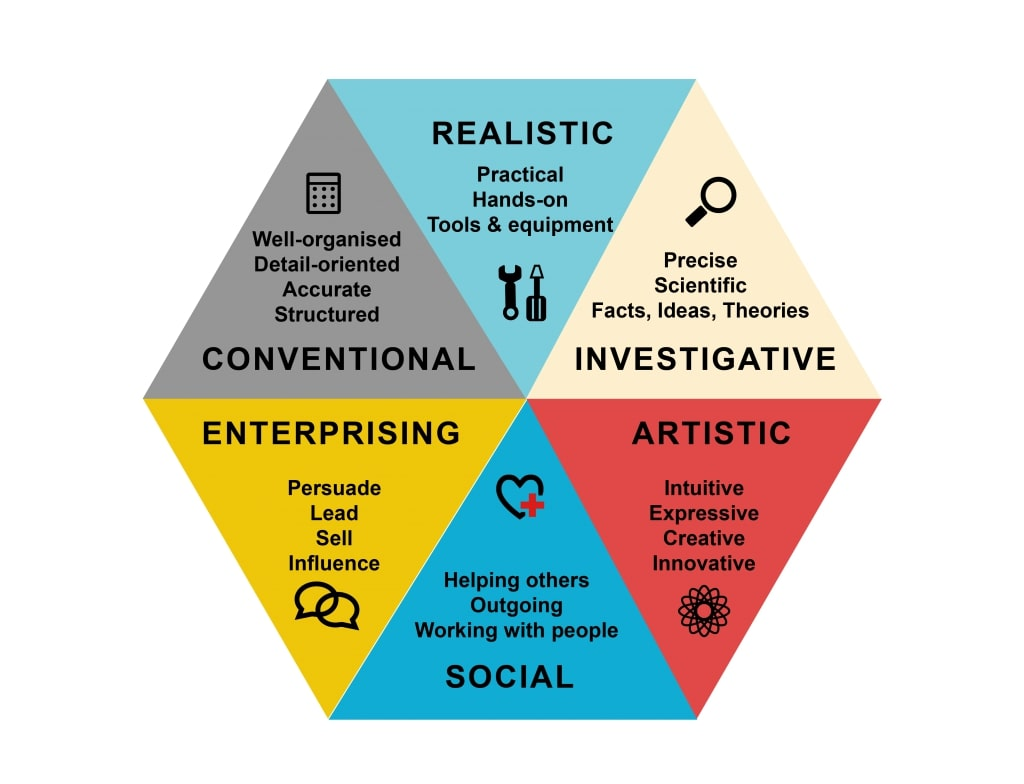 REALISTIC
Practical
Hands-on
Tools & equipment
Well-organised
Detail-oriented
Accurate
Structured
CONVENTIONAL
Precise
Scientific
Facts, Ideas, Theories
INVESTIGATIVE
ENTERPRISING
Persuade
Lead
Sell
Influence
Helping others
Outgoing
Working with people
SOCIAL
ARTISTIC
Intuitive
Expressive
Creative
Innovative